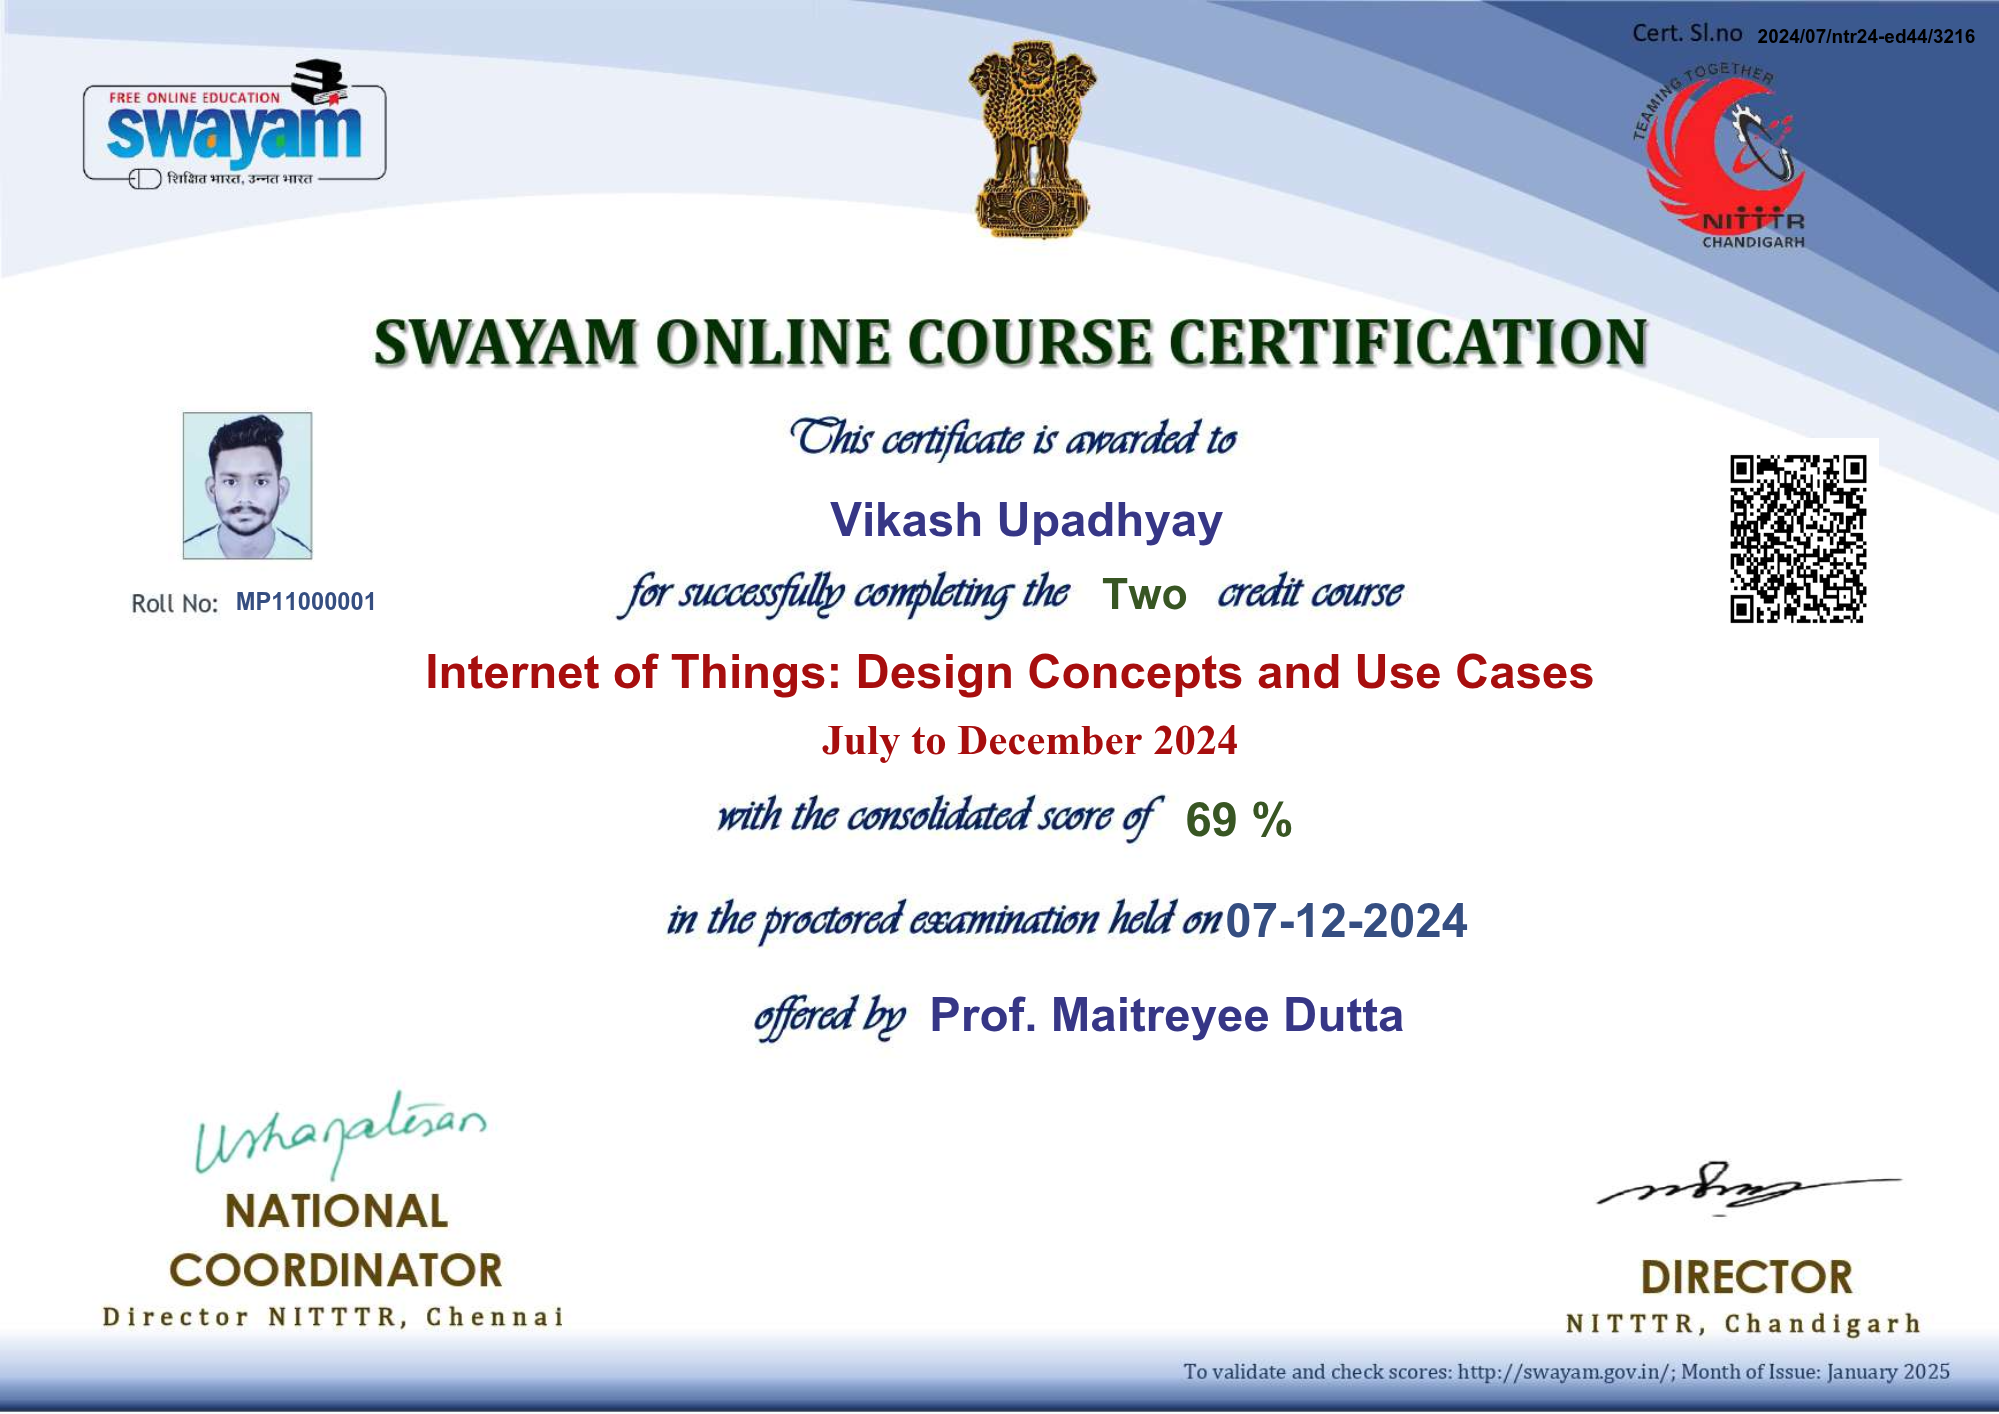 Cert. Sl.no 2024/07/ntr24-ed44/3216
FREE ONLINE EDUCATION
swayam
शिक्षित भारत, उन्नत भारत
TEAMING TOGETHER
NITTTR
CHANDIGARH
SWAYAM ONLINE COURSE CERTIFICATION
This certificate is awarded to
Vikash Upadhyay
for successfully completing the Two credit course
Roll No: MP11000001
Internet of Things: Design Concepts and Use Cases
July to December 2024
with the consolidated score of 69 %
in the proctored examination held on 07-12-2024
offered by Prof. Maitreyee Dutta
Ushanatesan
NATIONAL
COORDINATOR
Director NITTTR, Chennai
DIRECTOR
NITTTR, Chandigarh
To validate and check scores: http://swayam.gov.in/; Month of Issue: January 2025